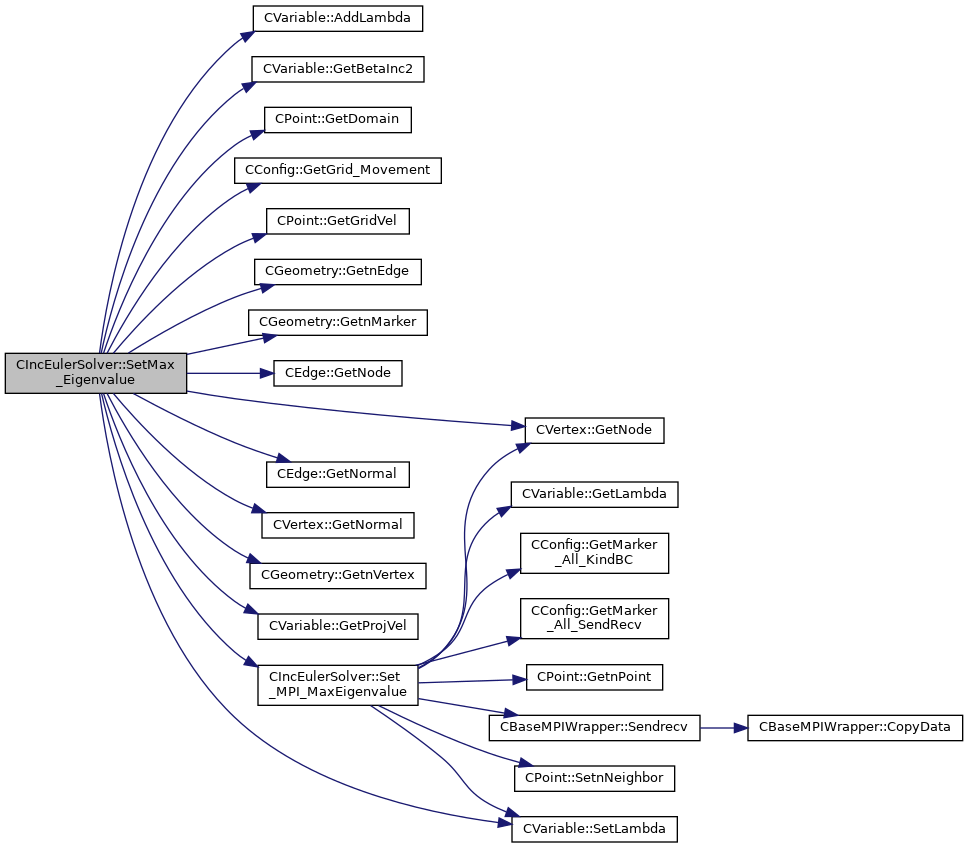 CVariable::AddLambda
CVariable::GetBetaInc2
CPoint::GetDomain
CConfig::GetGrid_Movement
CPoint::GetGridVel
CGeometry::GetnEdge
CGeometry::GetnMarker
CIncEulerSolver::SetMax
_Eigenvalue
CEdge::GetNode
CVertex::GetNode
CEdge::GetNormal
CVariable::GetLambda
CVertex::GetNormal
CConfig::GetMarker
_All_KindBC
CGeometry::GetnVertex
CConfig::GetMarker
_All_SendRecv
CVariable::GetProjVel
CIncEulerSolver::Set
_MPI_MaxEigenvalue
CPoint::GetnPoint
CBaseMPIWrapper::Sendrecv
CBaseMPIWrapper::CopyData
CPoint::SetnNeighbor
CVariable::SetLambda